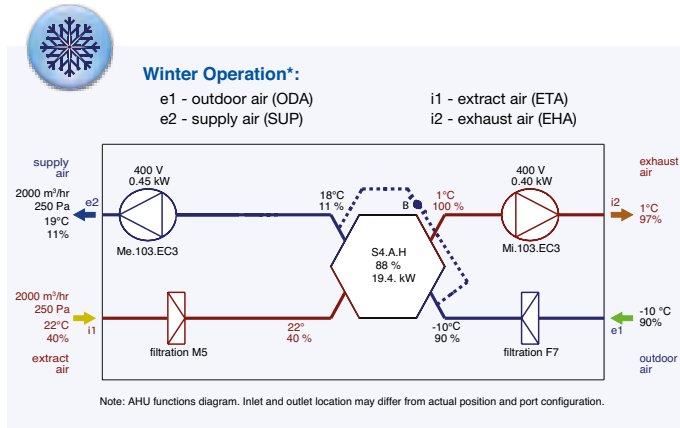 Winter Operation*:
e1 - outdoor air (ODA)
i1 - extract air (ETA)
e2 - supply air (SUP)
i2 - exhaust air (EHA)
supply
air
2000 m³/hr
250 Pa
19°C
11%
e2
400 V
0.45 kW
Me.103.EC3
18°C
11 %
B
1°C
100 %
400 V
0.40 kW
Mi.103.EC3
exhaust
air
i2
1°C
97%
S4.A.H
88 %
19.4. kW
2000 m³/hr
250 Pa
22°C
40%
i1
extract
air
filtration M5
22°
40 %
-10°C
90 %
filtration F7
-10 °C
90%
e1
outdoor
air
Note: AHU functions diagram. Inlet and outlet location may differ from actual position and port configuration.